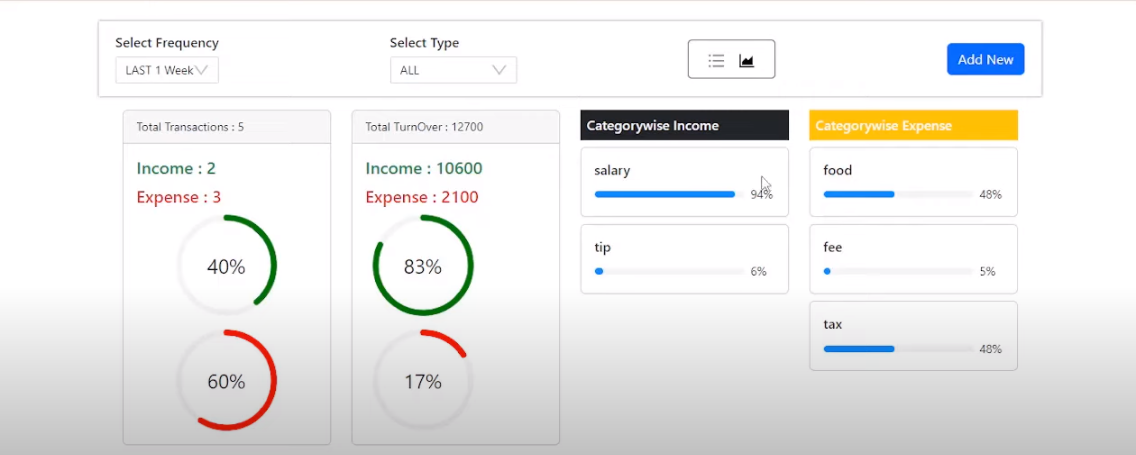 Select Frequency
LAST 1 Week
Select Type
ALL
Add New
Total Transactions : 5
Income : 2
Expense : 3
40%
60%
Total TurnOver : 12700
Income : 10600
Expense : 2100
83%
17%
Categorywise Income
salary
94%
tip
6%
Categorywise Expense
food
48%
fee
5%
tax
48%